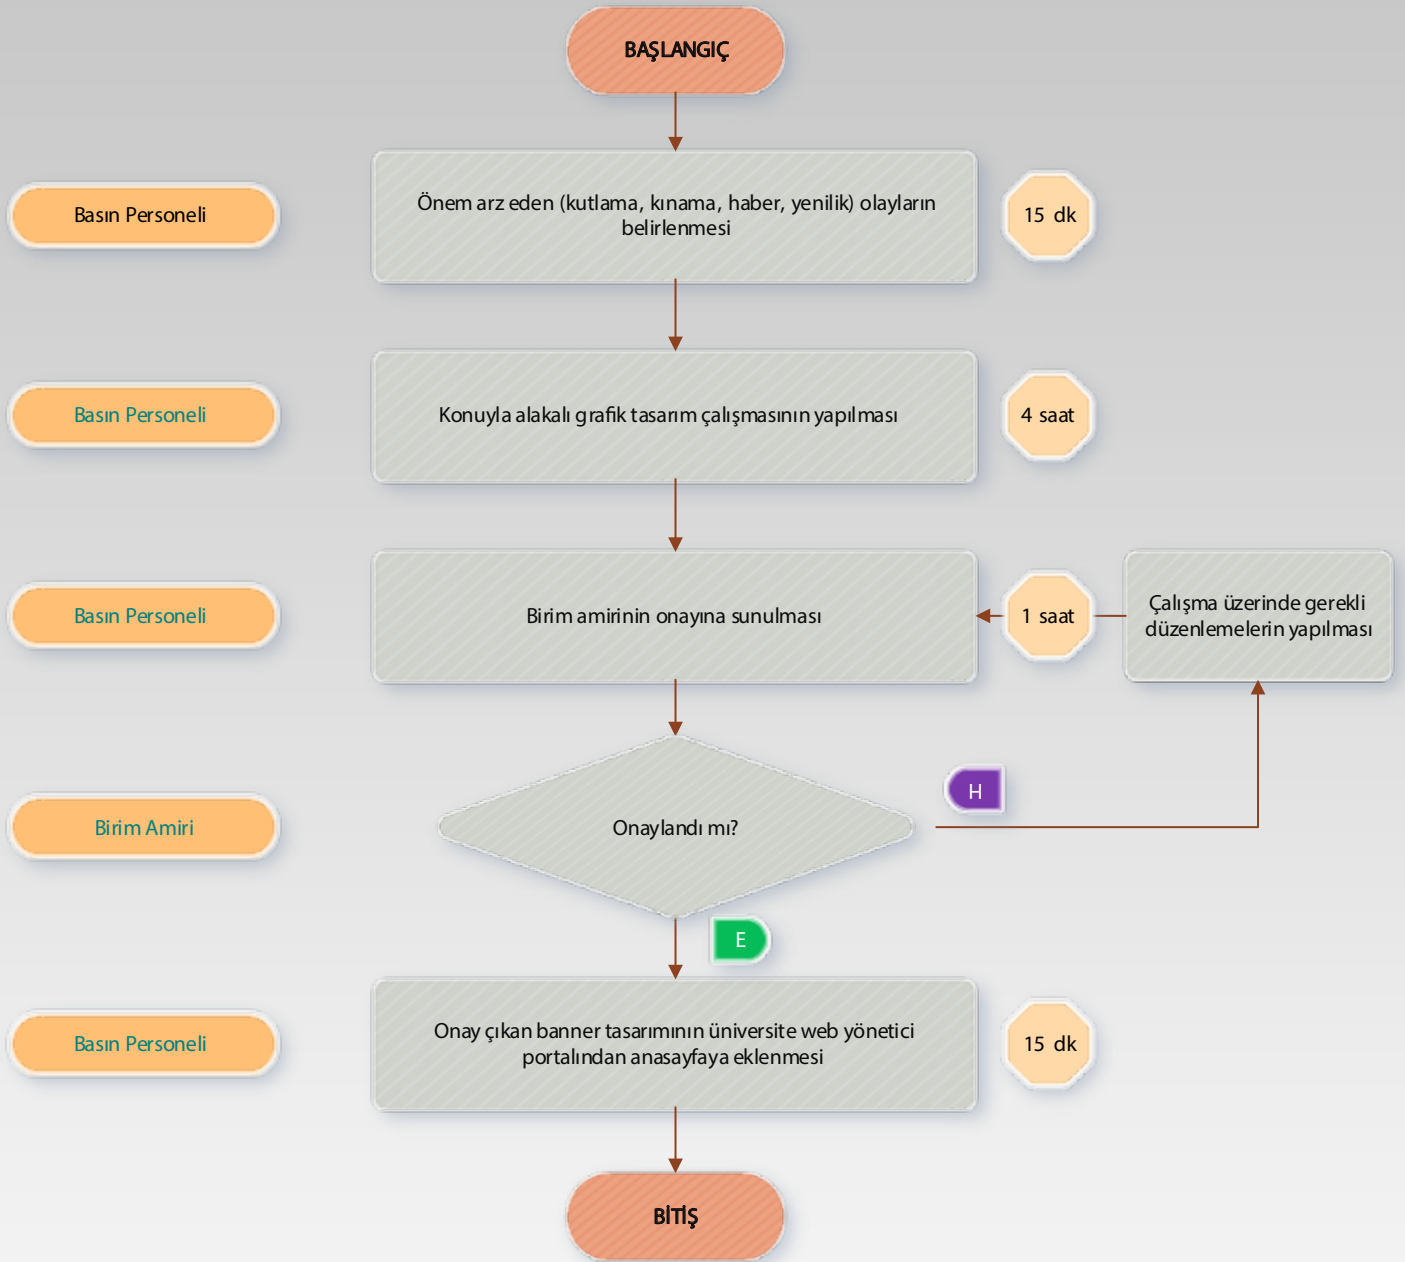 BAŞLANGIÇ
Basın Personeli
Önem arz eden (kutlama, kınama, haber, yenilik) olayların
belirlenmesi
15 dk
Basın Personeli
Konuyla alakalı grafik tasarım çalışmasının yapılması
4 saat
Basın Personeli
Birim amirinin onayına sunulması
1 saat
Çalışma üzerinde gerekli
düzenlemelerin yapılması
Birim Amiri
Onaylandı mı?
H
E
Basın Personeli
Onay çıkan banner tasarımının üniversite web yönetici
portalından anasayfaya eklenmesi
15 dk
BİTİŞ